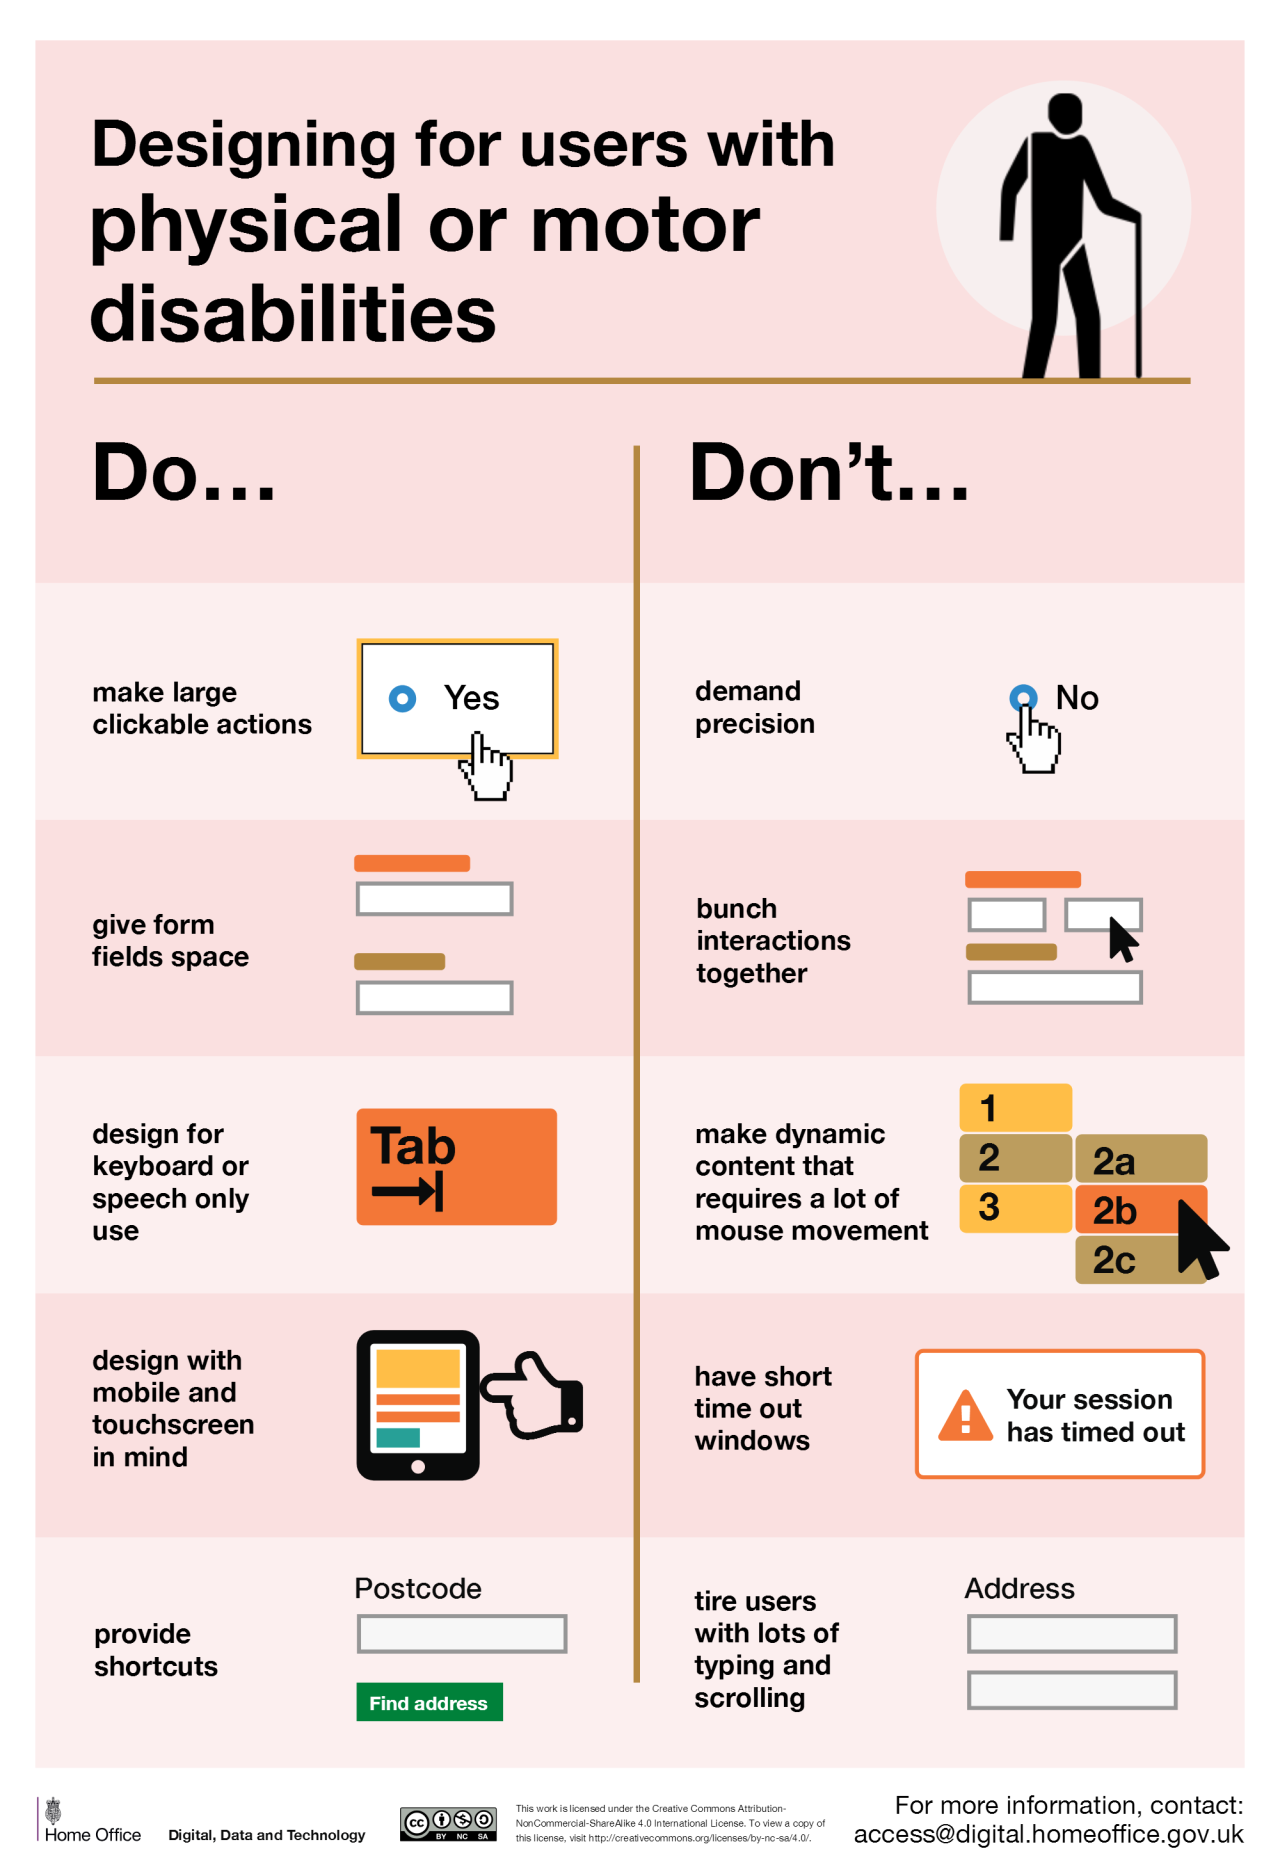 Designing for users with
physical or motor
disabilities
Do…
Don’t…
make large
clickable actions
Yes
demand
precision
No
give form
fields space
bunch
interactions
together
design for
keyboard or
speech only
use
Tab
make dynamic
content that
requires a lot of
mouse movement
1
2
3
2a
2b
2c
design with
mobile and
touchscreen
in mind
have short
time out
windows
Your session
has timed out
provide
shortcuts
Postcode
Find address
tire users
with lots of
typing and
scrolling
Address
Home Office
Digital, Data and Technology
cc
BY NC SA
This work is licensed under the Creative Commons Attribution-
NonCommercial-ShareAlike 4.0 International License. To view a copy of
this license, visit http://creativecommons.org/licenses/by-nc-sa/4.0/.
For more information, contact:
access@digital.homeoffice.gov.uk